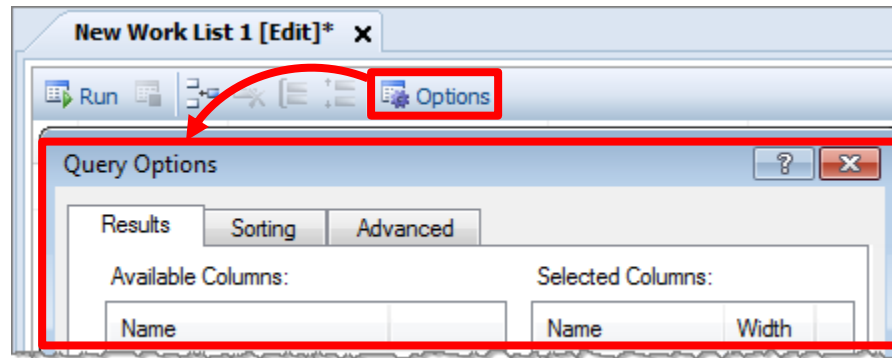 New Work List 1 [Edit]* x
Run Options
Query Options ? x
Results Sorting Advanced
Available Columns: Selected Columns:
Name Name Width